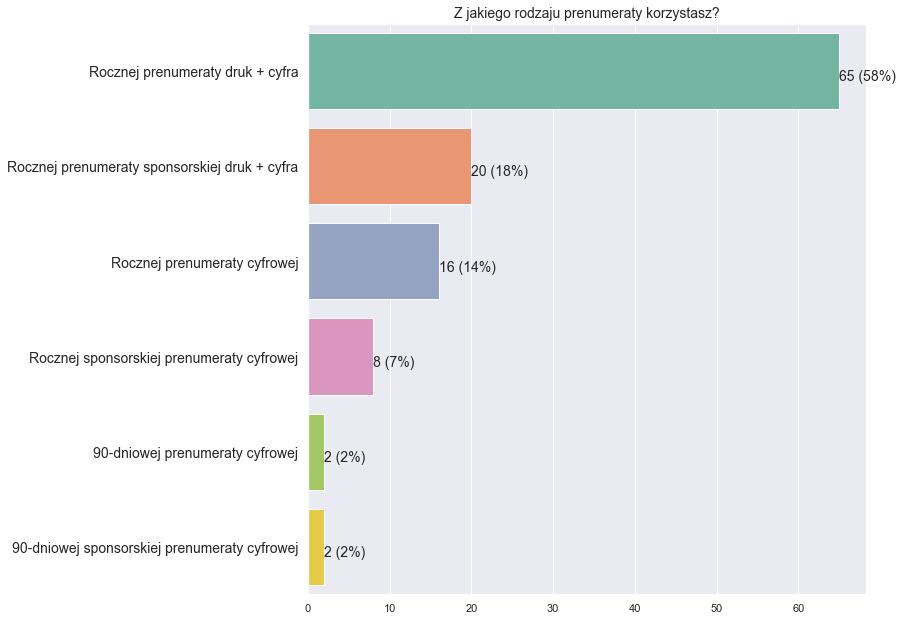 Z jakiego rodzaju prenumeraty korzystasz?
Rocznej prenumeraty druk + cyfra
65 (58%)
Rocznej prenumeraty sponsorskiej druk + cyfra
20 (18%)
Rocznej prenumeraty cyfrowej
16 (14%)
Rocznej sponsorskiej prenumeraty cyfrowej
8 (7%)
90-dniowej prenumeraty cyfrowej
2 (2%)
90-dniowej sponsorskiej prenumeraty cyfrowej
2 (2%)
0 10 20 30 40 50 60